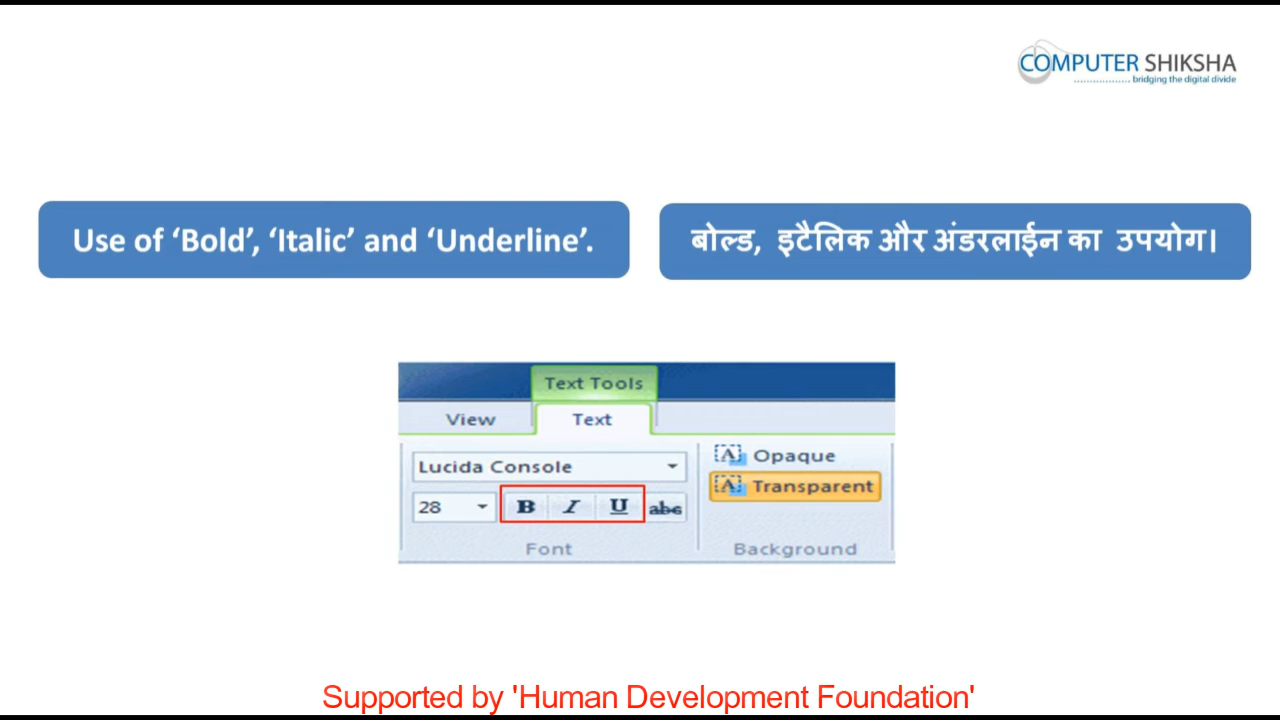 COMPUTER SHIKSHA
.................. bridging the digital divide
Use of ‘Bold’, ‘Italic’ and ‘Underline’.
बोल्ड, इटैलिक और अंडरलाईन का उपयोग।
Text Tools
View Text
Lucida Console
Opaque
28 B I U abc
Transparent
Font Background
Supported by 'Human Development Foundation'